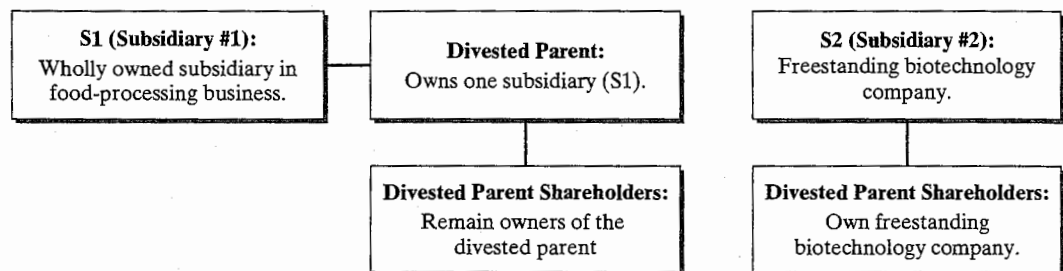 S1 (Subsidiary #1):
Wholly owned subsidiary in
food-processing business.
Divested Parent:
Owns one subsidiary (S1).
S2 (Subsidiary #2):
Freestanding biotechnology
company.
Divested Parent Shareholders:
Remain owners of the
divested parent
Divested Parent Shareholders:
Own freestanding
biotechnology company.